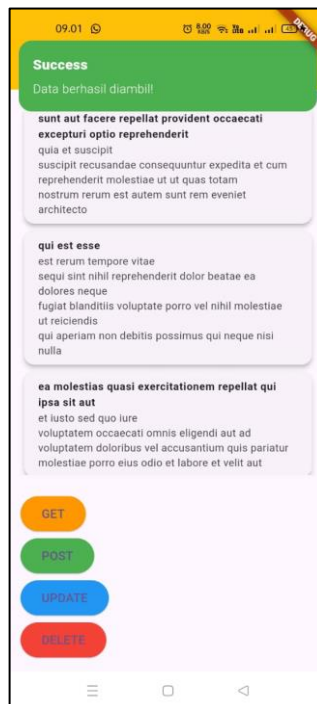 09.01
8.00
KB/S
DEBUG
Success
Data berhasil diambil!
sunt aut facere repellat provident occaecati
excepturi optio reprehenderit
quia et suscipit
suscipit recusandae consequuntur expedita et cum
reprehenderit molestiae ut ut quas totam
nostrum rerum est autem sunt rem eveniet
architecto
qui est esse
est rerum tempore vitae
sequi sint nihil reprehenderit dolor beatae ea
dolores neque
fugiat blanditiis voluptate porro vel nihil molestiae
ut reiciendis
qui aperiam non debitis possimus qui neque nisi
nulla
ea molestias quasi exercitationem repellat qui
ipsa sit aut
et iusto sed quo iure
voluptatem occaecati omnis eligendi aut ad
voluptatem doloribus vel accusantium quis pariatur
molestiae porro eius odio et labore et velit aut
GET
POST
UPDATE
DELETE